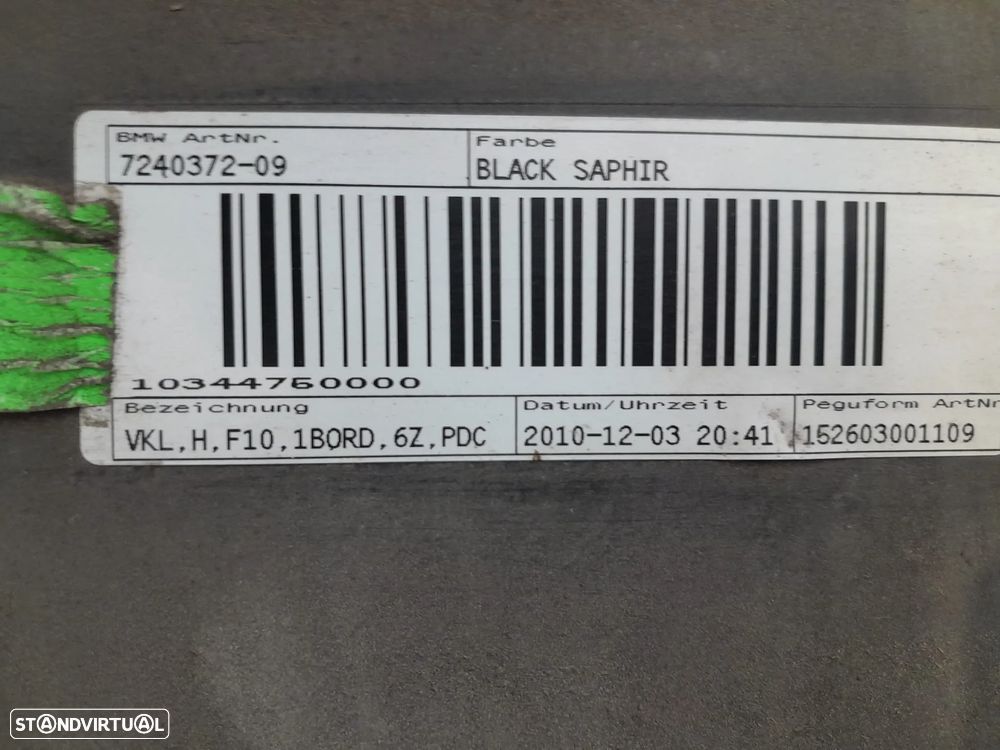 BMW ArtNr.
7240372-09
Farbe
BLACK SAPHIR
10344760000
Bezeichnung
VKL,H,F10,1BORD,6Z,PDC
Datum/Uhrzeit
2010-12-03 20:41
Peguform ArtNr
152603001109
STANDVIRTUAL